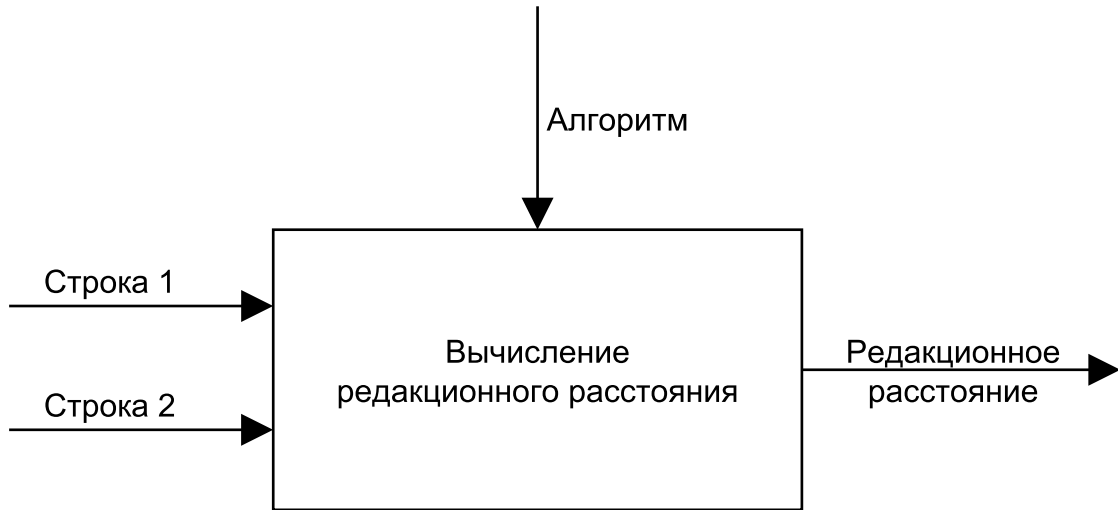 Алгоритм
Строка 1
Строка 2
Вычисление
редакционного расстояния
Редакционное
расстояние